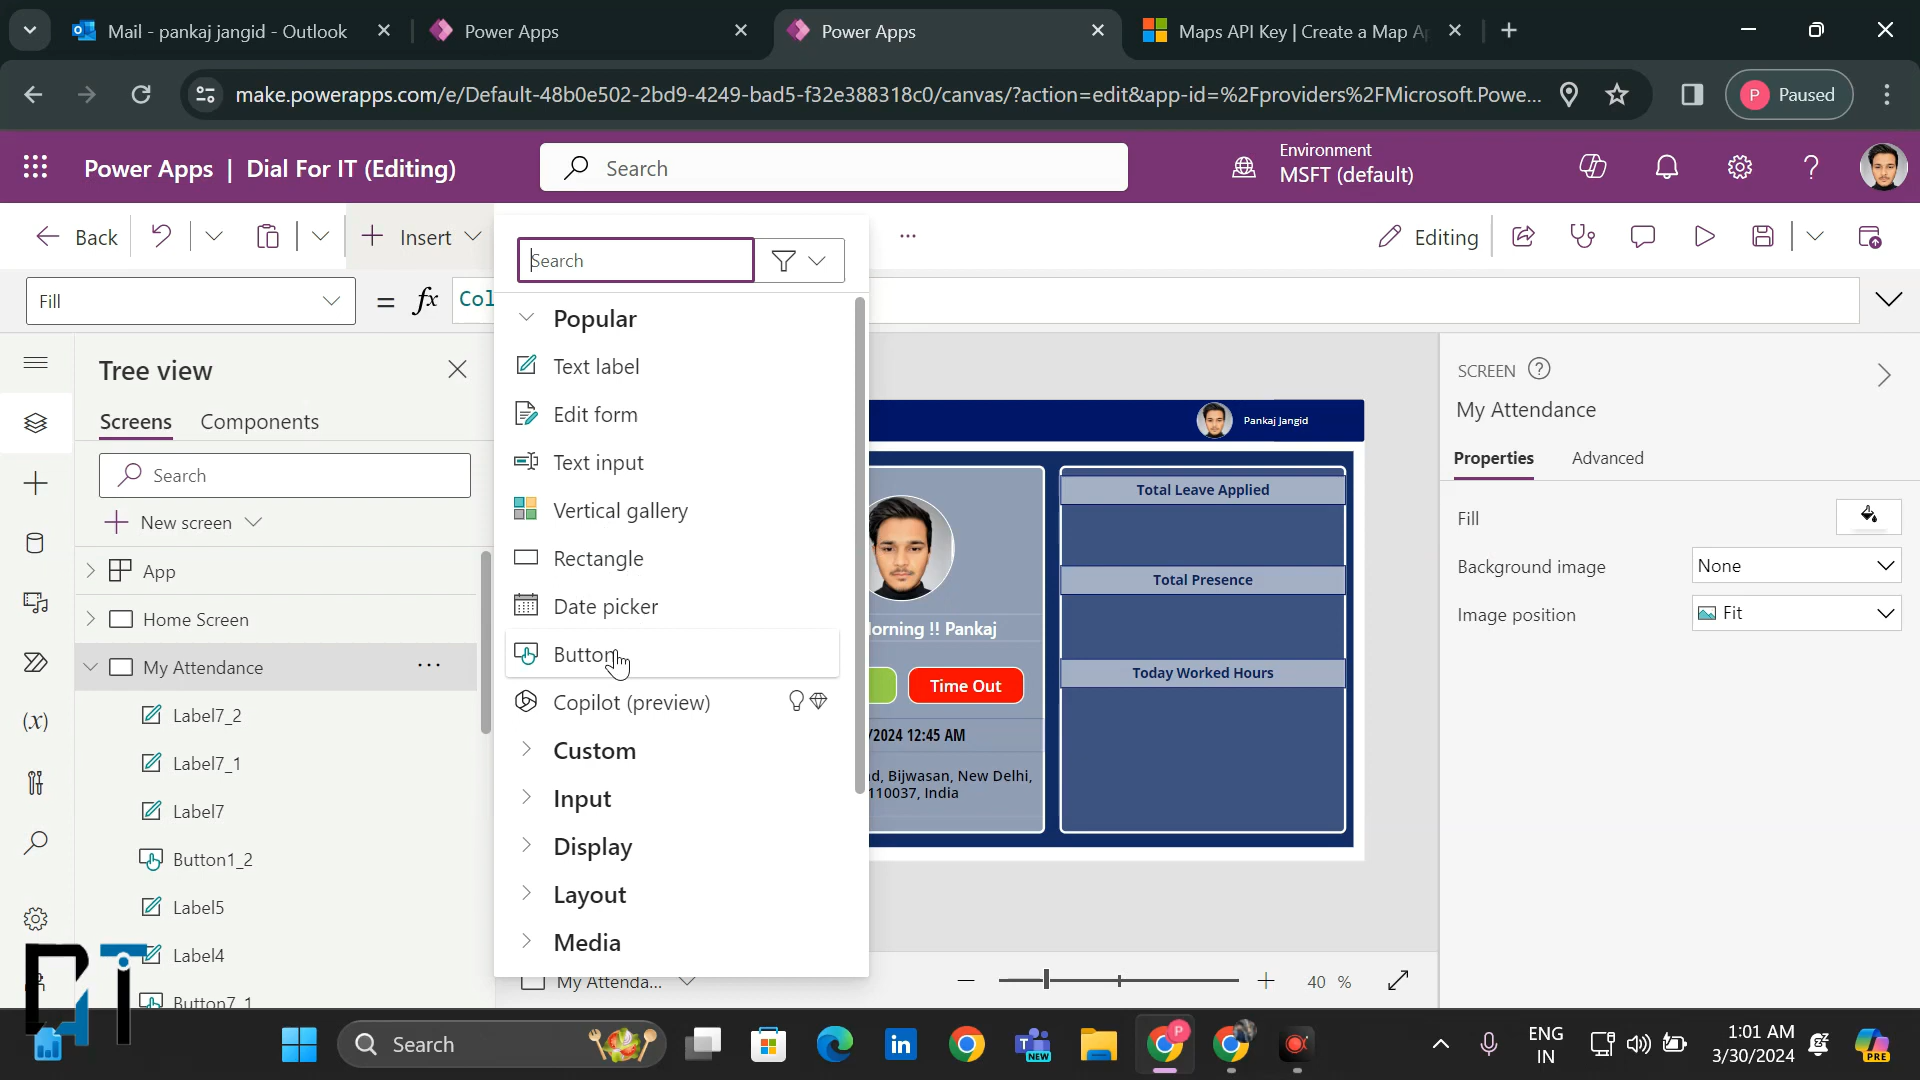 Mail - pankaj jangid - Outlook
Power Apps
Power Apps
Maps API Key | Create a Map
make.powerapps.com/e/Default-48b0e502-2bd9-4249-bad5-f32e388318c0/canvas/?action=edit&app-id=%2Fproviders%2FMicrosoft.Powe...
P Paused
Power Apps | Dial For IT (Editing)
Search
Environment
MSFT (default)
Back
Insert
...
Editing
Fill
= fx
Col
Search
Popular
Text label
Edit form
Text input
Vertical gallery
Rectangle
Date picker
Button
Copilot (preview)
Custom
Input
Display
Layout
Media
Tree view
Screens
Components
Search
New screen
App
Home Screen
My Attendance
...
Label7_2
Label7_1
Label7
Button1_2
Label5
Label4
Button7_1
Pankaj Jangid
Total Leave Applied
Total Presence
Today Worked Hours
!! Pankaj
Time Out
/2024 12:45 AM
Bijwasan, New Delhi,
110037, India
My Attenda...
40 %
SCREEN
My Attendance
Properties
Advanced
Fill
Background image
None
Image position
Fit
Search
NEW
P
ENG
IN
1:01 AM
3/30/2024
PRE